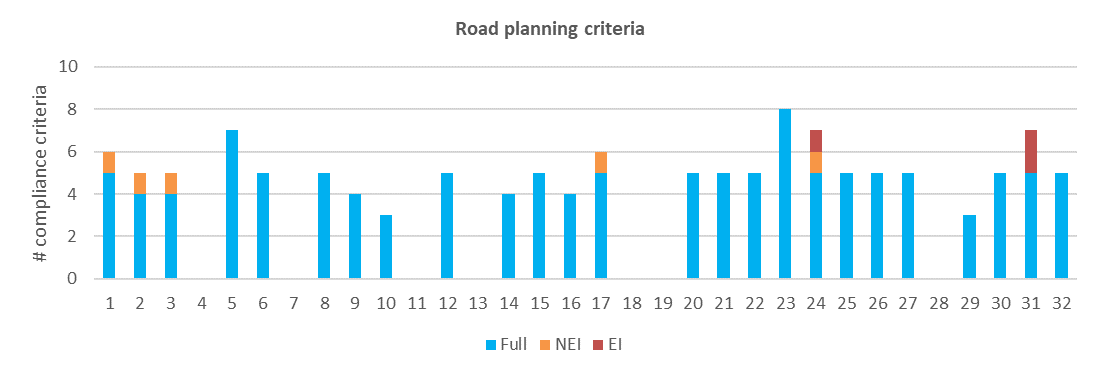 Road planning criteria
# compliance criteria
10
8
6
4
2
0
1 2 3 4 5 6 7 8 9 10 11 12 13 14 15 16 17 18 19 20 21 22 23 24 25 26 27 28 29 30 31 32
Full NEI EI